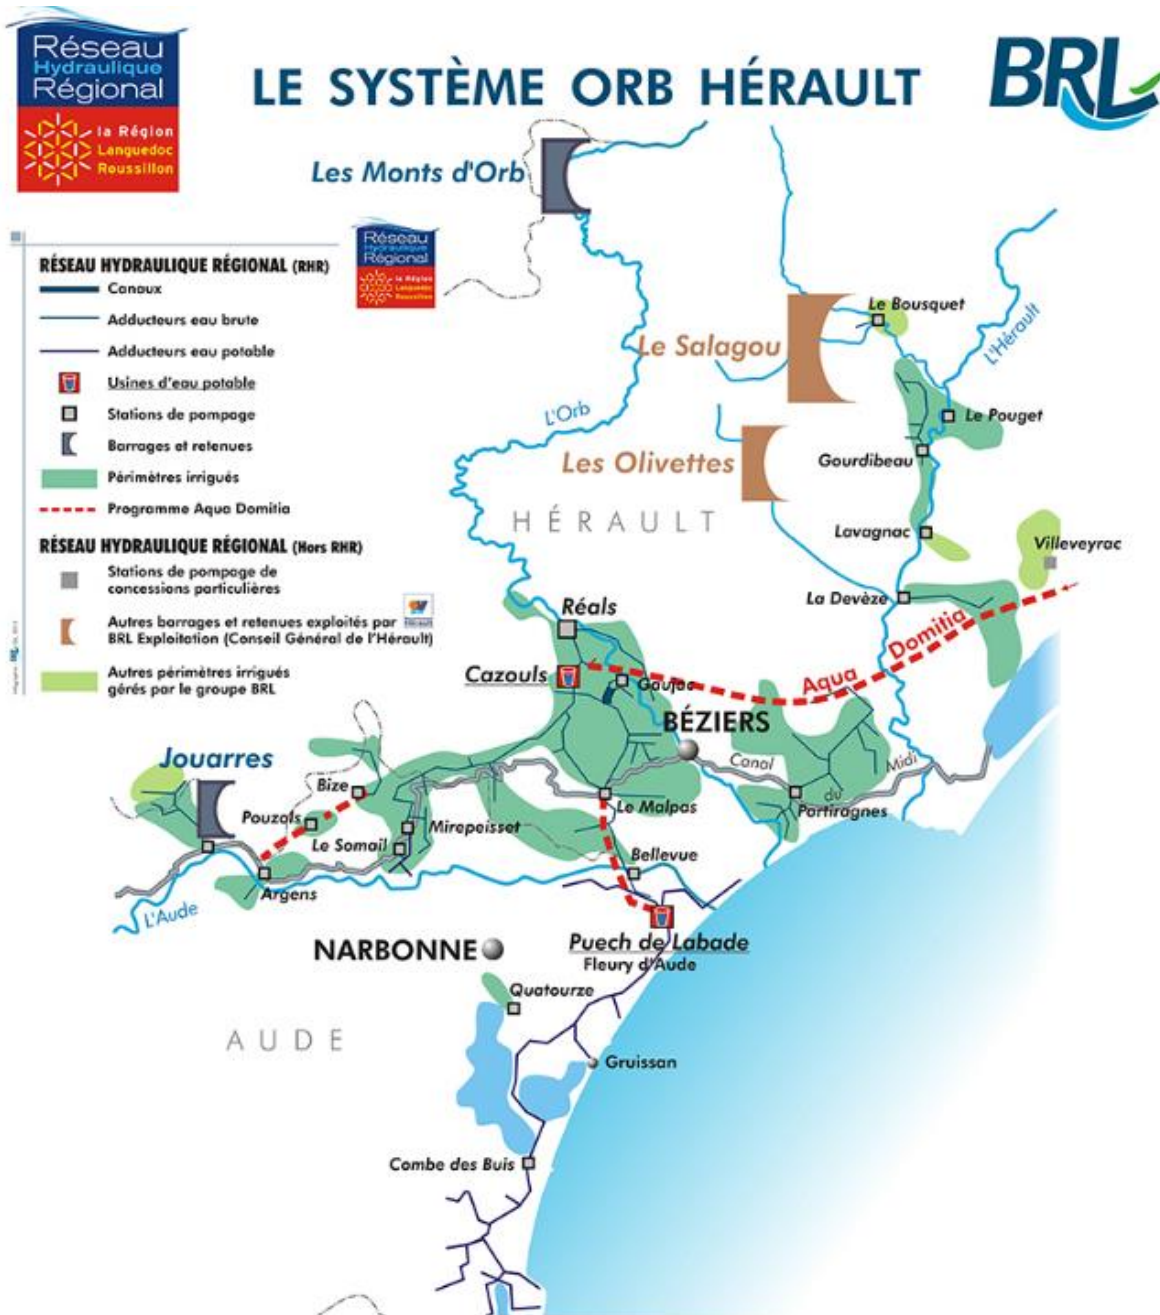 Réseau
Hydraulique
Régional
la Région
Languedoc
Roussillon
LE SYSTÈME ORB HÉRAULT
BRL
Les Monts d'Orb
Réseau
Hydraulique
Régional
la Région
Languedoc
Roussillon
RÉSEAU HYDRAULIQUE RÉGIONAL (RHR)
Canaux
Adducteurs eau brute
Adducteurs eau potable
Usines d'eau potable
Stations de pompage
Barrages et retenues
Périmètres irrigués
Programme Aqua Domitia
RÉSEAU HYDRAULIQUE RÉGIONAL (Hors RHR)
Stations de pompage de
concessions particulières
Autres barrages et retenues exploités par
BRL Exploitation (Conseil Général de l'Hérault)
Autres périmètres irrigués
gérés par le groupe BRL
Le Bousquet
L'Hérault
Le Salagou
L'Orb
Le Pouget
Les Olivettes
Gourdibeau
HÉRAULT
Lavagnac
Villeveyrac
La Devèze
Réals
Aqua Domitia
Cazouls
Gaujac
BÉZIERS
Jouarres
Canal du Midi
Bize
Le Malpas
Portiragnes
Pouzols
Mirepeisset
Le Somail
Bellevue
Argens
L'Aude
NARBONNE
Puech de Labade
Fleury d'Aude
Quatourze
AUDE
Gruissan
Combe des Buis